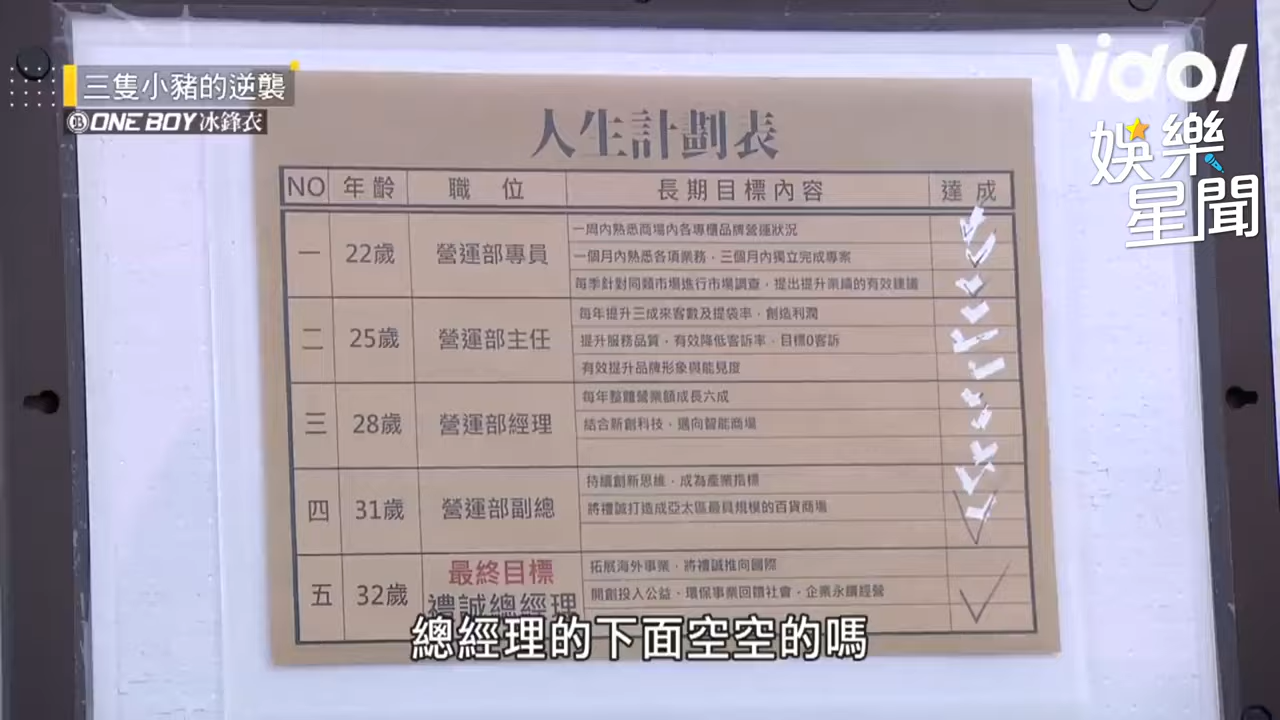 三隻小豬的逆襲
ONE BOY 冰鋒衣
Vidol
娛樂
星聞
人生計劃表
NO 年齡 職位 長期目標內容 達成
一 22歲 營運部專員
一周內熟悉商場內各專櫃品牌營運狀況
一個月內熟悉各項業務,三個月內獨立完成專案
每季針對同類市場進行市場調查,提出提升業績的有效建議
二 25歲 營運部主任
每年提升三成來客數及提袋率,創造利潤
提升服務品質,有效降低客訴率,目標0客訴
有效提升品牌形象與能見度
三 28歲 營運部經理
每年整體營業額成長六成
結合新創科技,邁向智能商場
四 31歲 營運部副總
持續創新思維,成為產業指標
將禮誠打造成亞太區最具規模的百貨商場
五 32歲 最終目標
禮誠總經理
拓展海外事業,將禮誠推向國際
開創投入公益、環保事業回饋社會,企業永續經營
總經理的下面空空的嗎